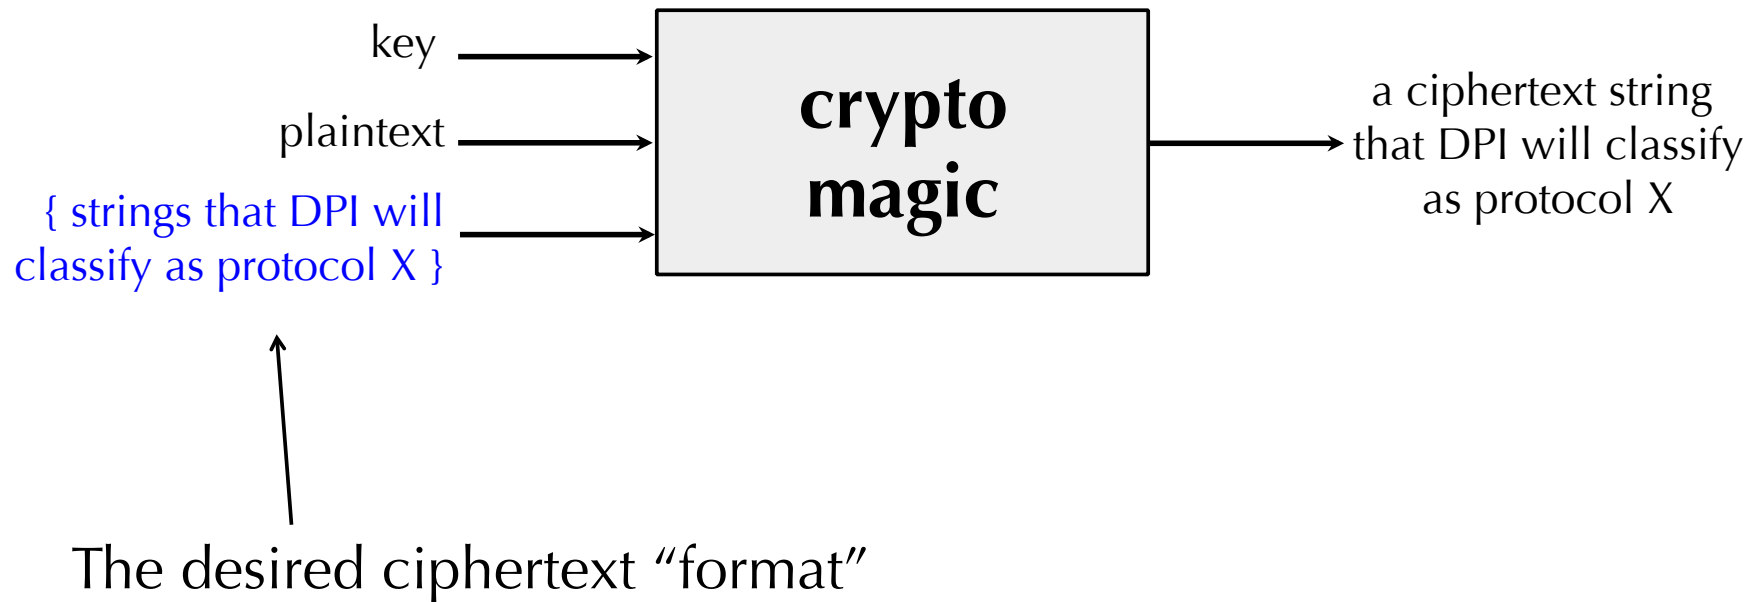 key
plaintext
{ strings that DPI will
classify as protocol X }
crypto
magic
a ciphertext string
that DPI will classify
as protocol X
The desired ciphertext “format”